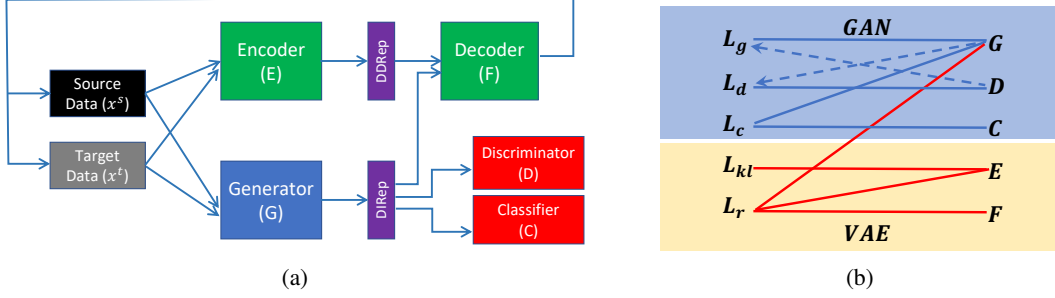 Source
Data (x^s)
Target
Data (x^t)
Encoder
(E)
Generator
(G)
DDRep
DIRep
Decoder
(F)
Discriminator
(D)
Classifier
(C)
(a)
GAN
L_g
G
L_d
D
L_c
C
L_kl
E
L_r
F
VAE
(b)